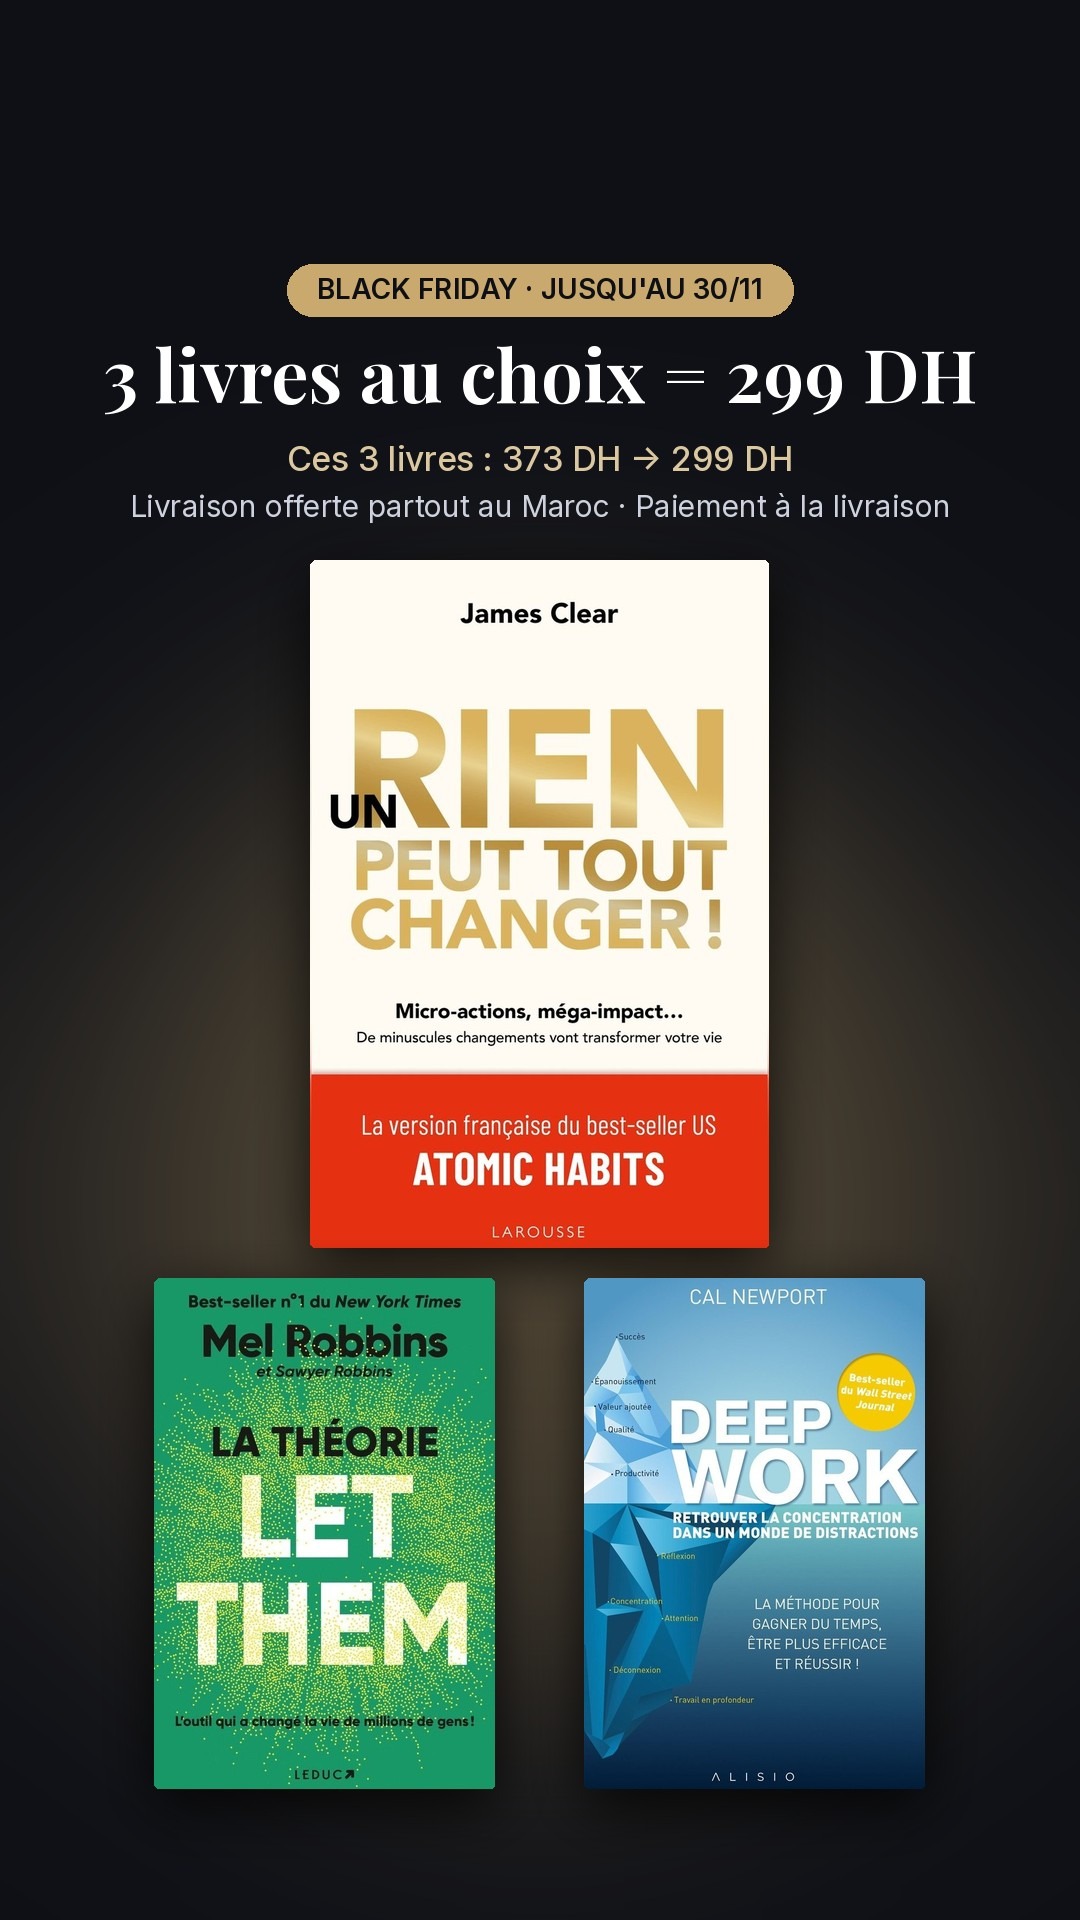 BLACK FRIDAY · JUSQU'AU 30/11
3 livres au choix = 299 DH
Ces 3 livres : 373 DH → 299 DH
Livraison offerte partout au Maroc · Paiement à la livraison
James Clear
UN RIEN
PEUT TOUT
CHANGER !
Micro-actions, méga-impact...
De minuscules changements vont transformer votre vie
La version française du best-seller US
ATOMIC HABITS
LAROUSSE
Best-seller n°1 du New York Times
Mel Robbins
et Sawyer Robbins
LA THÉORIE
LET
THEM
L'outil qui a changé la vie de millions de gens !
LEDUC
CAL NEWPORT
· Succès
· Épanouissement
· Valeur ajoutée
· Qualité
· Productivité
Best-seller
du Wall Street
Journal
DEEP
WORK
RETROUVER LA CONCENTRATION
DANS UN MONDE DE DISTRACTIONS
· Réflexion
· Concentration
· Attention
· Déconnexion
· Travail en profondeur
LA MÉTHODE POUR
GAGNER DU TEMPS,
ÊTRE PLUS EFFICACE
ET RÉUSSIR !
ALISIO